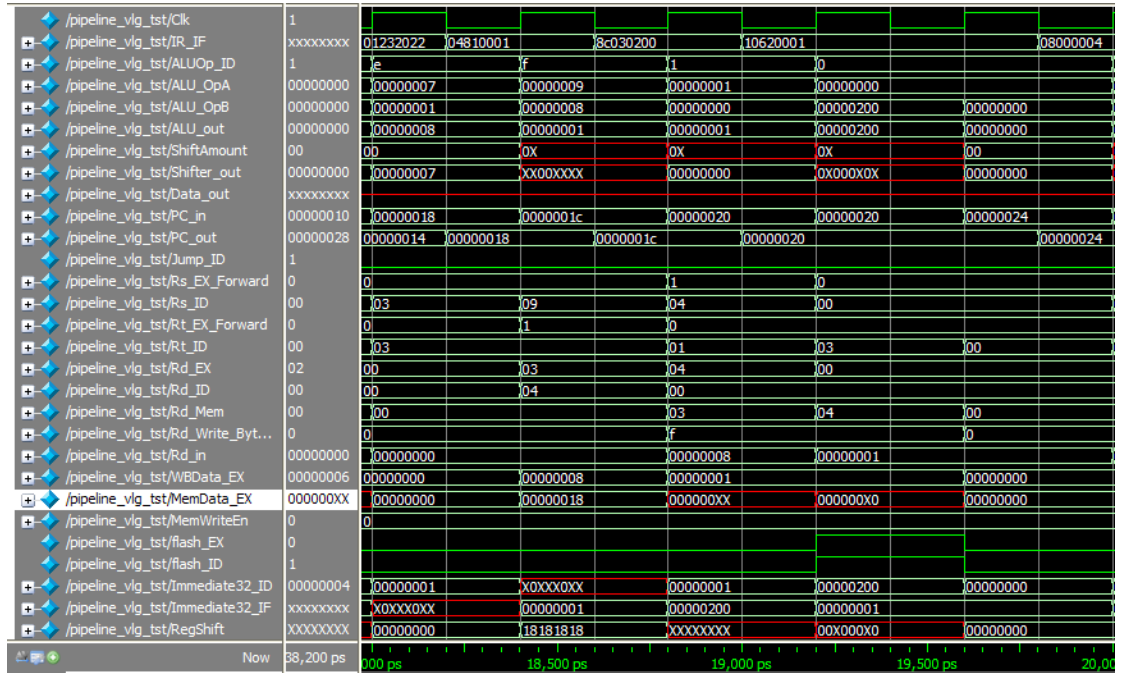 /pipeline_vlg_tst/Clk 1
/pipeline_vlg_tst/IR_IF xxxxxxxx 01232022 04810001 8c030200 10620001 08000004
/pipeline_vlg_tst/ALUOp_ID 1 e f 1 0
/pipeline_vlg_tst/ALU_OpA 00000000 00000007 00000009 00000001 00000000
/pipeline_vlg_tst/ALU_OpB 00000000 00000001 00000008 00000000 00000200 00000000
/pipeline_vlg_tst/ALU_out 00000000 00000008 00000001 00000001 00000200 00000000
/pipeline_vlg_tst/ShiftAmount 00 00 0X 0X 0X 00
/pipeline_vlg_tst/Shifter_out 00000000 00000007 XX00XXXX 00000000 0X000X0X 00000000
/pipeline_vlg_tst/Data_out xxxxxxxx
/pipeline_vlg_tst/PC_in 00000010 00000018 0000001c 00000020 00000020 00000024
/pipeline_vlg_tst/PC_out 00000028 00000014 00000018 0000001c 00000020 00000024
/pipeline_vlg_tst/Jump_ID 1
/pipeline_vlg_tst/Rs_EX_Forward 0 0 1 0
/pipeline_vlg_tst/Rs_ID 00 03 09 04 00
/pipeline_vlg_tst/Rt_EX_Forward 0 0 1 0
/pipeline_vlg_tst/Rt_ID 00 03 01 03 00
/pipeline_vlg_tst/Rd_EX 02 00 03 04 00
/pipeline_vlg_tst/Rd_ID 00 00 04 00
/pipeline_vlg_tst/Rd_Mem 00 00 03 04 00
/pipeline_vlg_tst/Rd_Write_Byt... 0 0 f 0
/pipeline_vlg_tst/Rd_in 00000000 00000000 00000008 00000001
/pipeline_vlg_tst/WBData_EX 00000006 00000000 00000008 00000001 00000000
/pipeline_vlg_tst/MemData_EX 000000XX 00000000 00000018 000000XX 000000X0 00000000
/pipeline_vlg_tst/MemWriteEn 0 0
/pipeline_vlg_tst/flash_EX 0
/pipeline_vlg_tst/flash_ID 1
/pipeline_vlg_tst/Immediate32_ID 00000004 00000001 X0XXX0XX 00000001 00000200 00000000
/pipeline_vlg_tst/Immediate32_IF xxxxxxxx X0XXX0XX 00000001 00000200 00000001
/pipeline_vlg_tst/RegShift XXXXXXXX 00000000 18181818 XXXXXXXX 00X000X0 00000000
Now 38,200 ps 000 ps 18,500 ps 19,000 ps 19,500 ps 20,00